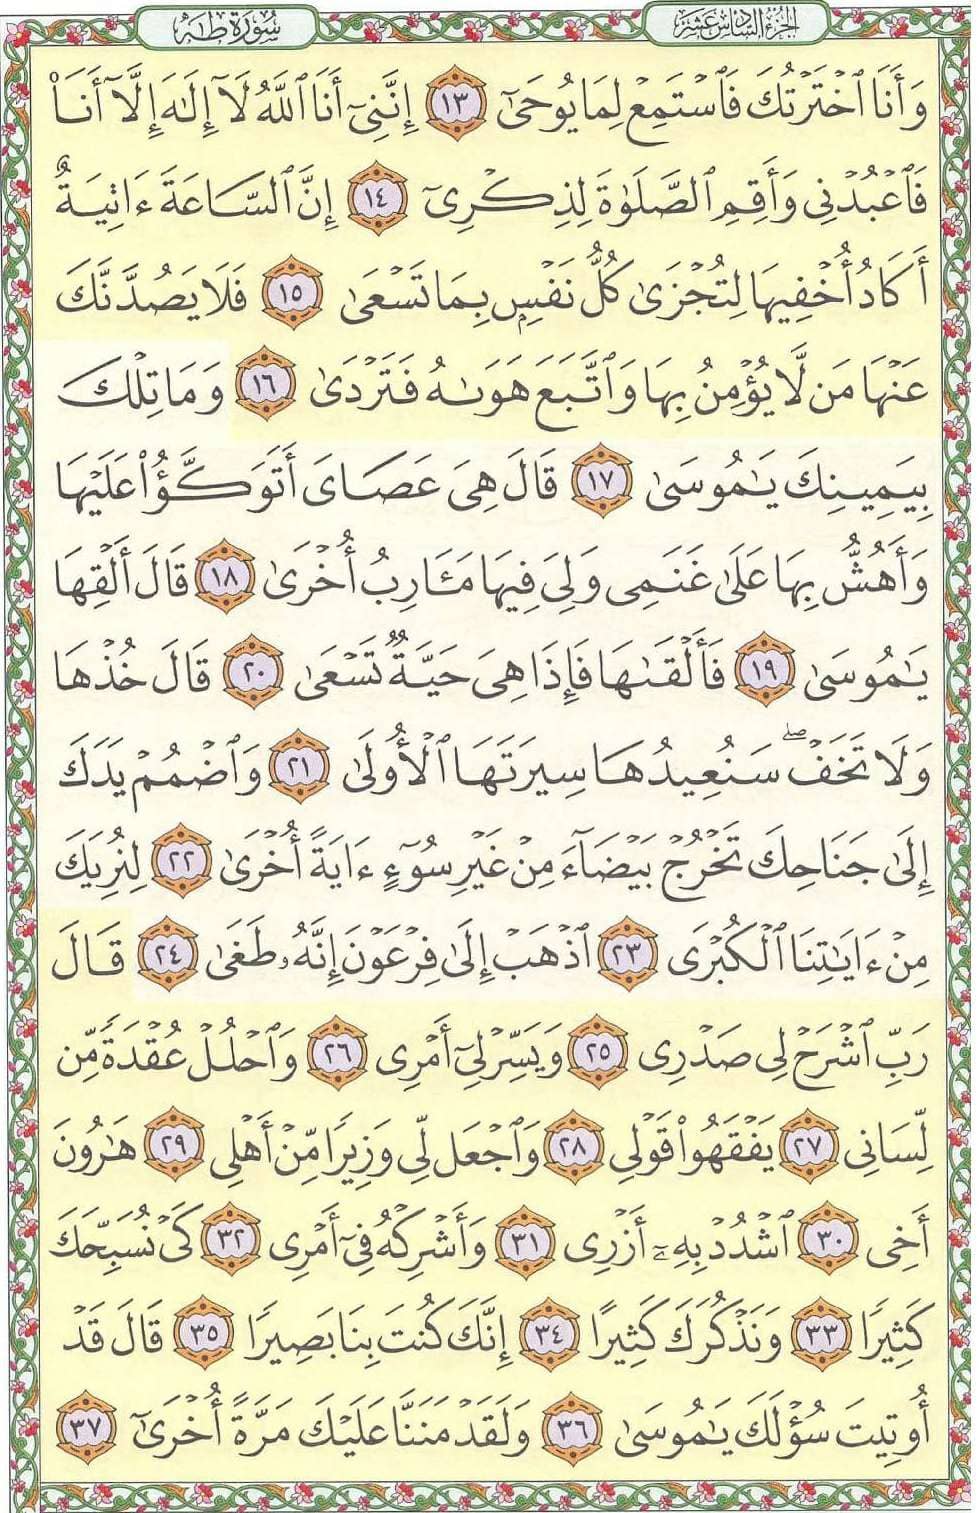 الجزء السادس عشر
سورة طه
وَأَنَا ٱخْتَرْتُكَ فَٱسْتَمِعْ لِمَا يُوحَىٰٓ ١٣ إِنَّنِىٓ أَنَا ٱللَّهُ لَآ إِلَٰهَ إِلَّآ أَنَا۠
فَٱعْبُدْنِى وَأَقِمِ ٱلصَّلَوٰةَ لِذِكْرِىٓ ١٤ إِنَّ ٱلسَّاعَةَ ءَاتِيَةٌ
أَكَادُ أُخْفِيهَا لِتُجْزَىٰ كُلُّ نَفْسٍۭ بِمَا تَسْعَىٰ ١٥ فَلَا يَصُدَّنَّكَ
عَنْهَا مَن لَّا يُؤْمِنُ بِهَا وَٱتَّبَعَ هَوَىٰهُ فَتَرْدَىٰ ١٦ وَمَا تِلْكَ
بِيَمِينِكَ يَٰمُوسَىٰ ١٧ قَالَ هِىَ عَصَاىَ أَتَوَكَّؤُا۟ عَلَيْهَا
وَأَهُشُّ بِهَا عَلَىٰ غَنَمِى وَلِىَ فِيهَا مَـَٔارِبُ أُخْرَىٰ ١٨ قَالَ أَلْقِهَا
يَٰمُوسَىٰ ١٩ فَأَلْقَىٰهَا فَإِذَا هِىَ حَيَّةٌ تَسْعَىٰ ٢٠ قَالَ خُذْهَا
وَلَا تَخَفْ ۖ سَنُعِيدُهَا سِيرَتَهَا ٱلْأُولَىٰ ٢١ وَٱضْمُمْ يَدَكَ
إِلَىٰ جَنَاحِكَ تَخْرُجْ بَيْضَآءَ مِنْ غَيْرِ سُوٓءٍ ءَايَةً أُخْرَىٰ ٢٢ لِنُرِيَكَ
مِنْ ءَايَٰتِنَا ٱلْكُبْرَى ٢٣ ٱذْهَبْ إِلَىٰ فِرْعَوْنَ إِنَّهُۥ طَغَىٰ ٢٤ قَالَ
رَبِّ ٱشْرَحْ لِى صَدْرِى ٢٥ وَيَسِّرْ لِىٓ أَمْرِى ٢٦ وَٱحْلُلْ عُقْدَةً مِّن
لِّسَانِى ٢٧ يَفْقَهُوا۟ قَوْلِى ٢٨ وَٱجْعَل لِّى وَزِيرًا مِّنْ أَهْلِى ٢٩ هَٰرُونَ
أَخِى ٣٠ ٱشْدُدْ بِهِۦٓ أَزْرِى ٣١ وَأَشْرِكْهُ فِىٓ أَمْرِى ٣٢ كَىْ نُسَبِّحَكَ
كَثِيرًا ٣٣ وَنَذْكُرَكَ كَثِيرًا ٣٤ إِنَّكَ كُنتَ بِنَا بَصِيرًا ٣٥ قَالَ قَدْ
أُوتِيتَ سُؤْلَكَ يَٰمُوسَىٰ ٣٦ وَلَقَدْ مَنَنَّا عَلَيْكَ مَرَّةً أُخْرَىٰٓ ٣٧